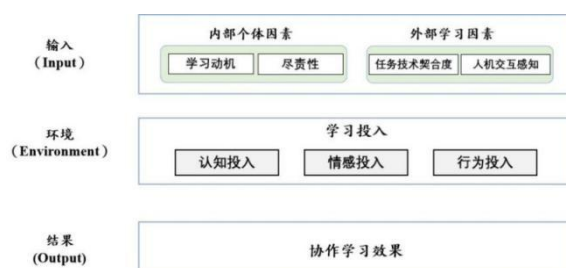 内部个体因素
外部学习因素
输入
（Input）
学习动机
尽责性
任务技术契合度
人机交互感知
环境
（Environment）
学习投入
认知投入
情感投入
行为投入
结果
(Output)
协作学习效果